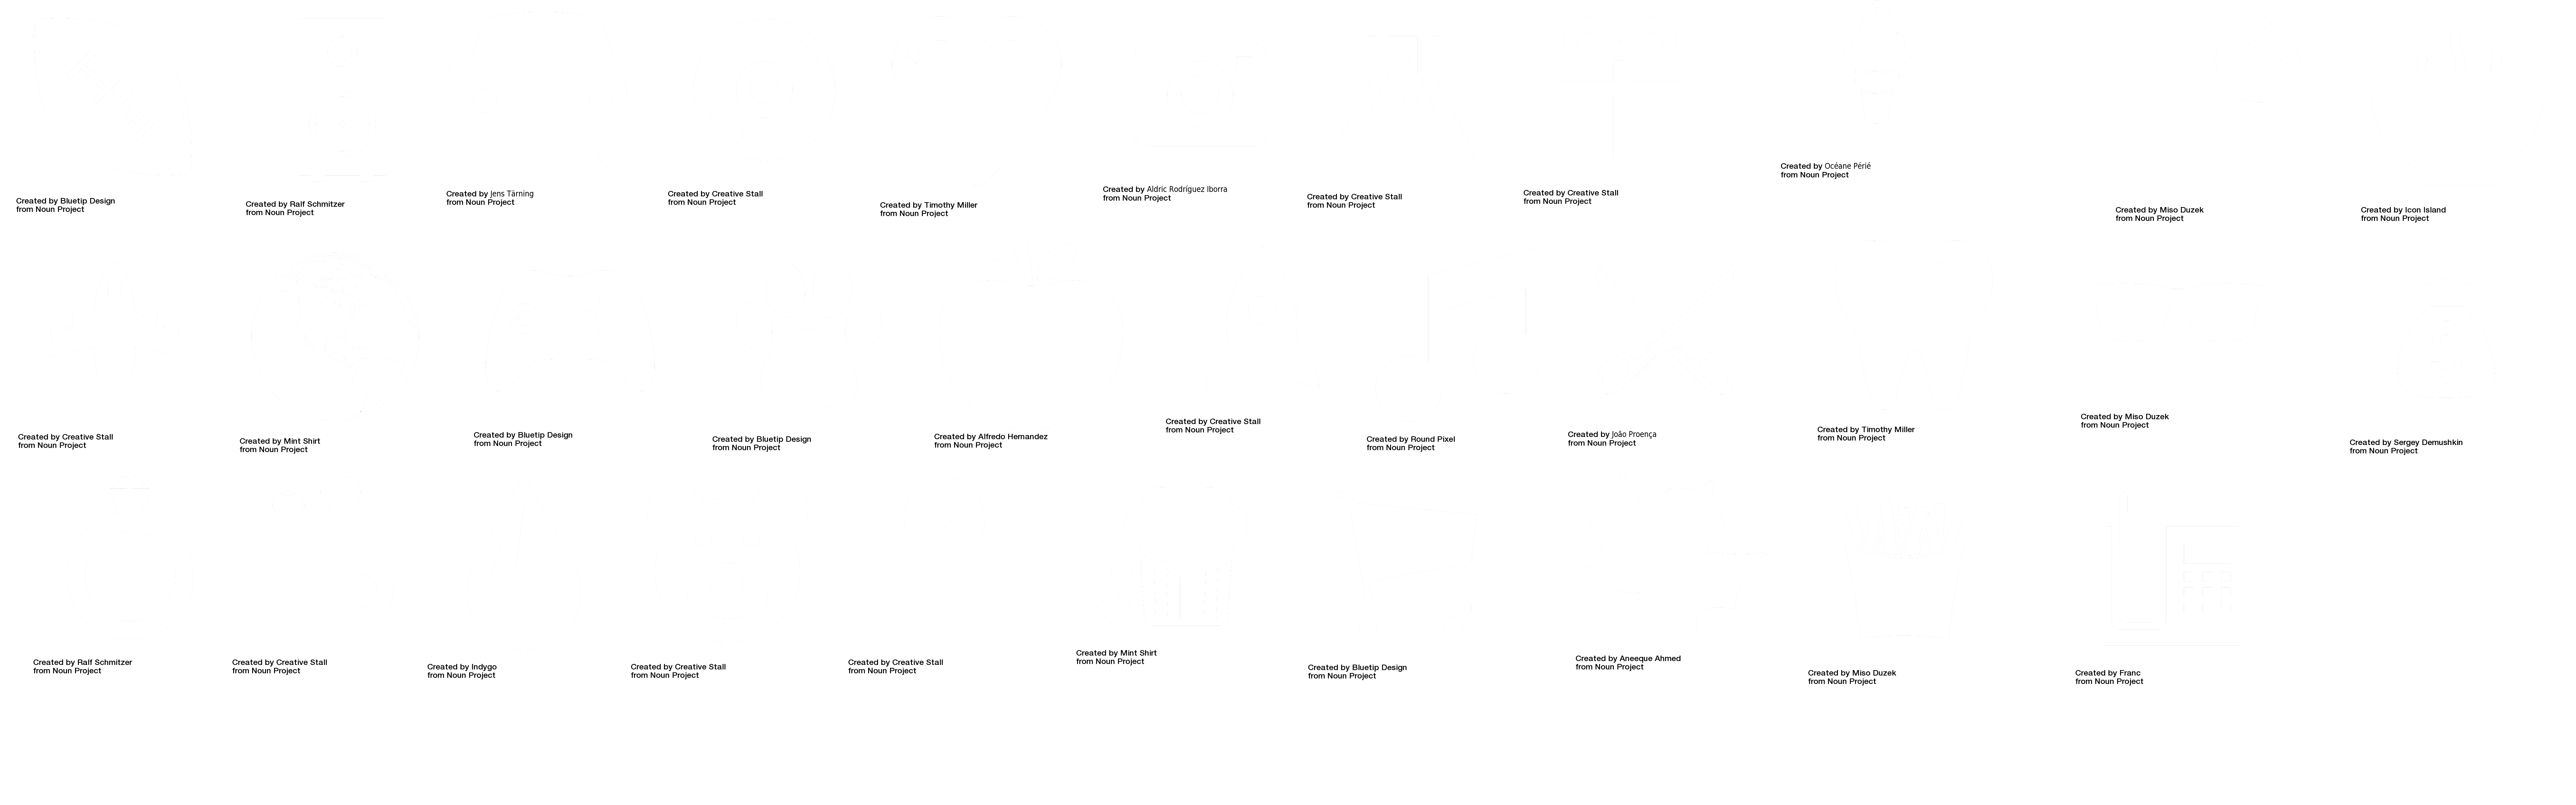 Created by Bluetip Design
from Noun Project
Created by Ralf Schmitzer
from Noun Project
Created by Jens Tärning
from Noun Project
Created by Creative Stall
from Noun Project
Created by Timothy Miller
from Noun Project
Created by Aldric Rodríguez Iborra
from Noun Project
Created by Creative Stall
from Noun Project
Created by Creative Stall
from Noun Project
Created by Océane Périé
from Noun Project
Created by Miso Duzek
from Noun Project
Created by Icon Island
from Noun Project
Created by Creative Stall
from Noun Project
Created by Mint Shirt
from Noun Project
Created by Bluetip Design
from Noun Project
Created by Bluetip Design
from Noun Project
Created by Alfredo Hernandez
from Noun Project
Created by Creative Stall
from Noun Project
Created by Round Pixel
from Noun Project
Created by João Proença
from Noun Project
Created by Timothy Miller
from Noun Project
Created by Miso Duzek
from Noun Project
Created by Sergey Demushkin
from Noun Project
Created by Ralf Schmitzer
from Noun Project
Created by Creative Stall
from Noun Project
Created by Indygo
from Noun Project
Created by Creative Stall
from Noun Project
Created by Creative Stall
from Noun Project
Created by Mint Shirt
from Noun Project
Created by Bluetip Design
from Noun Project
Created by Aneeque Ahmed
from Noun Project
Created by Miso Duzek
from Noun Project
Created by Franc
from Noun Project